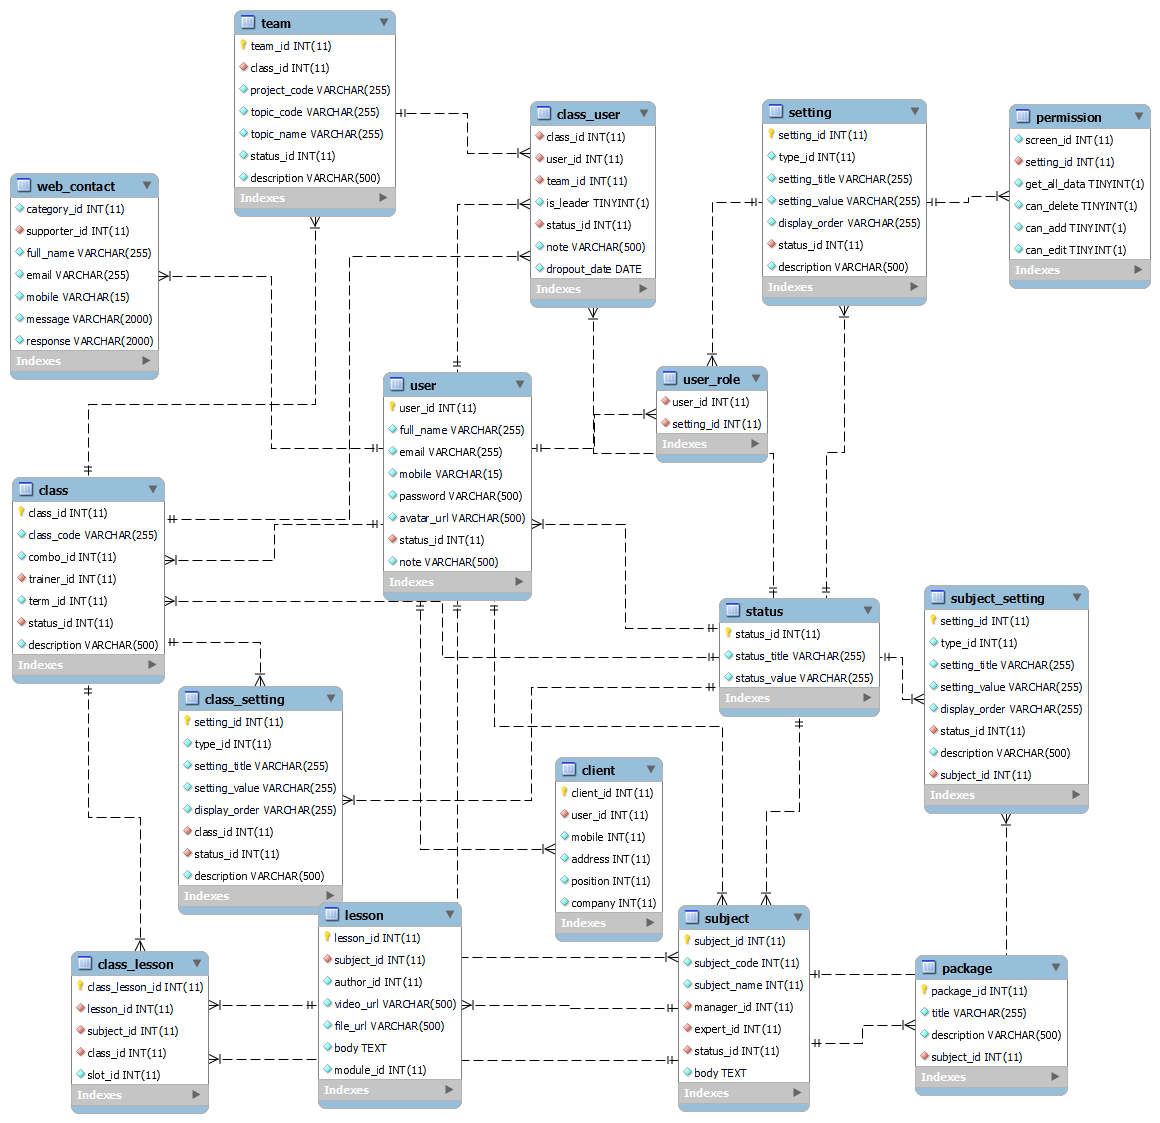 team
team_id INT(11)
class_id INT(11)
project_code VARCHAR(255)
topic_code VARCHAR(255)
topic_name VARCHAR(255)
status_id INT(11)
description VARCHAR(500)
Indexes
class_user
class_id INT(11)
user_id INT(11)
team_id INT(11)
is_leader TINYINT(1)
status_id INT(11)
note VARCHAR(500)
dropout_date DATE
Indexes
setting
setting_id INT(11)
type_id INT(11)
setting_title VARCHAR(255)
setting_value VARCHAR(255)
display_order VARCHAR(255)
status_id INT(11)
description VARCHAR(500)
Indexes
permission
screen_id INT(11)
setting_id INT(11)
get_all_data TINYINT(1)
can_delete TINYINT(1)
can_add TINYINT(1)
can_edit TINYINT(1)
Indexes
web_contact
category_id INT(11)
supporter_id INT(11)
full_name VARCHAR(255)
email VARCHAR(255)
mobile VARCHAR(15)
message VARCHAR(2000)
response VARCHAR(2000)
Indexes
user
user_id INT(11)
full_name VARCHAR(255)
email VARCHAR(255)
mobile VARCHAR(15)
password VARCHAR(500)
avatar_url VARCHAR(500)
status_id INT(11)
note VARCHAR(500)
Indexes
user_role
user_id INT(11)
setting_id INT(11)
Indexes
class
class_id INT(11)
class_code VARCHAR(255)
combo_id INT(11)
trainer_id INT(11)
term_id INT(11)
status_id INT(11)
description VARCHAR(500)
Indexes
status
status_id INT(11)
status_title VARCHAR(255)
status_value VARCHAR(255)
Indexes
subject_setting
setting_id INT(11)
type_id INT(11)
setting_title VARCHAR(255)
setting_value VARCHAR(255)
display_order VARCHAR(255)
status_id INT(11)
description VARCHAR(500)
subject_id INT(11)
Indexes
class_setting
setting_id INT(11)
type_id INT(11)
setting_title VARCHAR(255)
setting_value VARCHAR(255)
display_order VARCHAR(255)
class_id INT(11)
status_id INT(11)
description VARCHAR(500)
Indexes
client
client_id INT(11)
user_id INT(11)
mobile INT(11)
address INT(11)
position INT(11)
company INT(11)
Indexes
lesson
lesson_id INT(11)
subject_id INT(11)
author_id INT(11)
video_url VARCHAR(500)
file_url VARCHAR(500)
body TEXT
module_id INT(11)
Indexes
subject
subject_id INT(11)
subject_code INT(11)
subject_name INT(11)
manager_id INT(11)
expert_id INT(11)
status_id INT(11)
body TEXT
Indexes
class_lesson
class_lesson_id INT(11)
lesson_id INT(11)
subject_id INT(11)
class_id INT(11)
slot_id INT(11)
Indexes
package
package_id INT(11)
title VARCHAR(255)
description VARCHAR(500)
subject_id INT(11)
Indexes